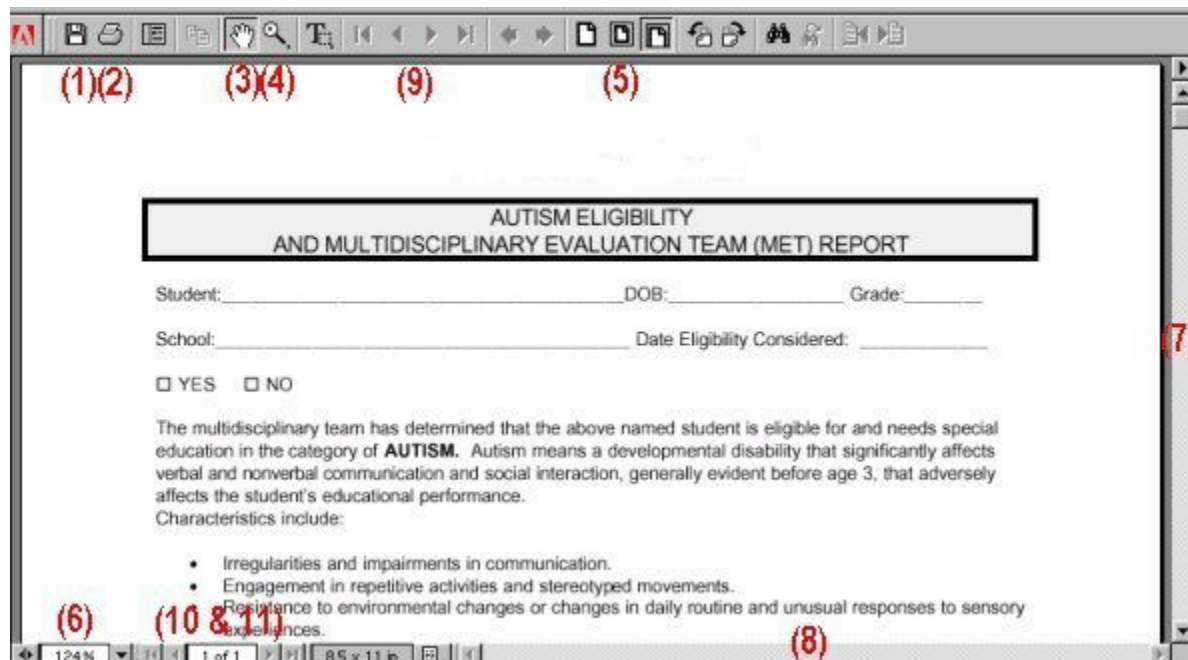 (1)(2) (3)(4) (9) (5)
AUTISM ELIGIBILITY
AND MULTIDISCIPLINARY EVALUATION TEAM (MET) REPORT
Student:____ DOB:____ Grade:____
School:____ Date Eligibility Considered: ____
(7
☐ YES ☐ NO
The multidisciplinary team has determined that the above named student is eligible for and needs special
education in the category of AUTISM. Autism means a developmental disability that significantly affects
verbal and nonverbal communication and social interaction, generally evident before age 3, that adversely
affects the student's educational performance.
Characteristics include:
• Irregularities and impairments in communication.
• Engagement in repetitive activities and stereotyped movements.
• Resistance to environmental changes or changes in daily routine and unusual responses to sensory
experiences.
(6) (10 & 11) (8)
124% 1 of 1 8.5 x 11 in